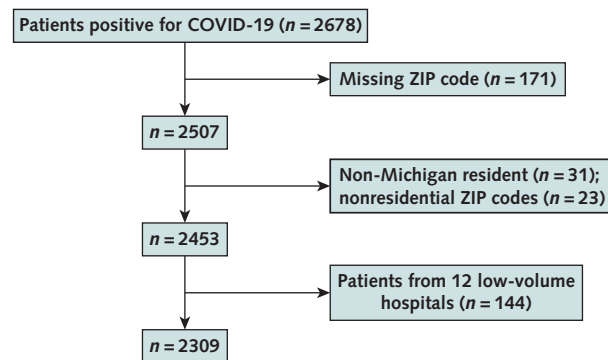 Patients positive for COVID-19 (n = 2678)
Missing ZIP code (n = 171)
n = 2507
Non-Michigan resident (n = 31);
nonresidential ZIP codes (n = 23)
n = 2453
Patients from 12 low-volume
hospitals (n = 144)
n = 2309